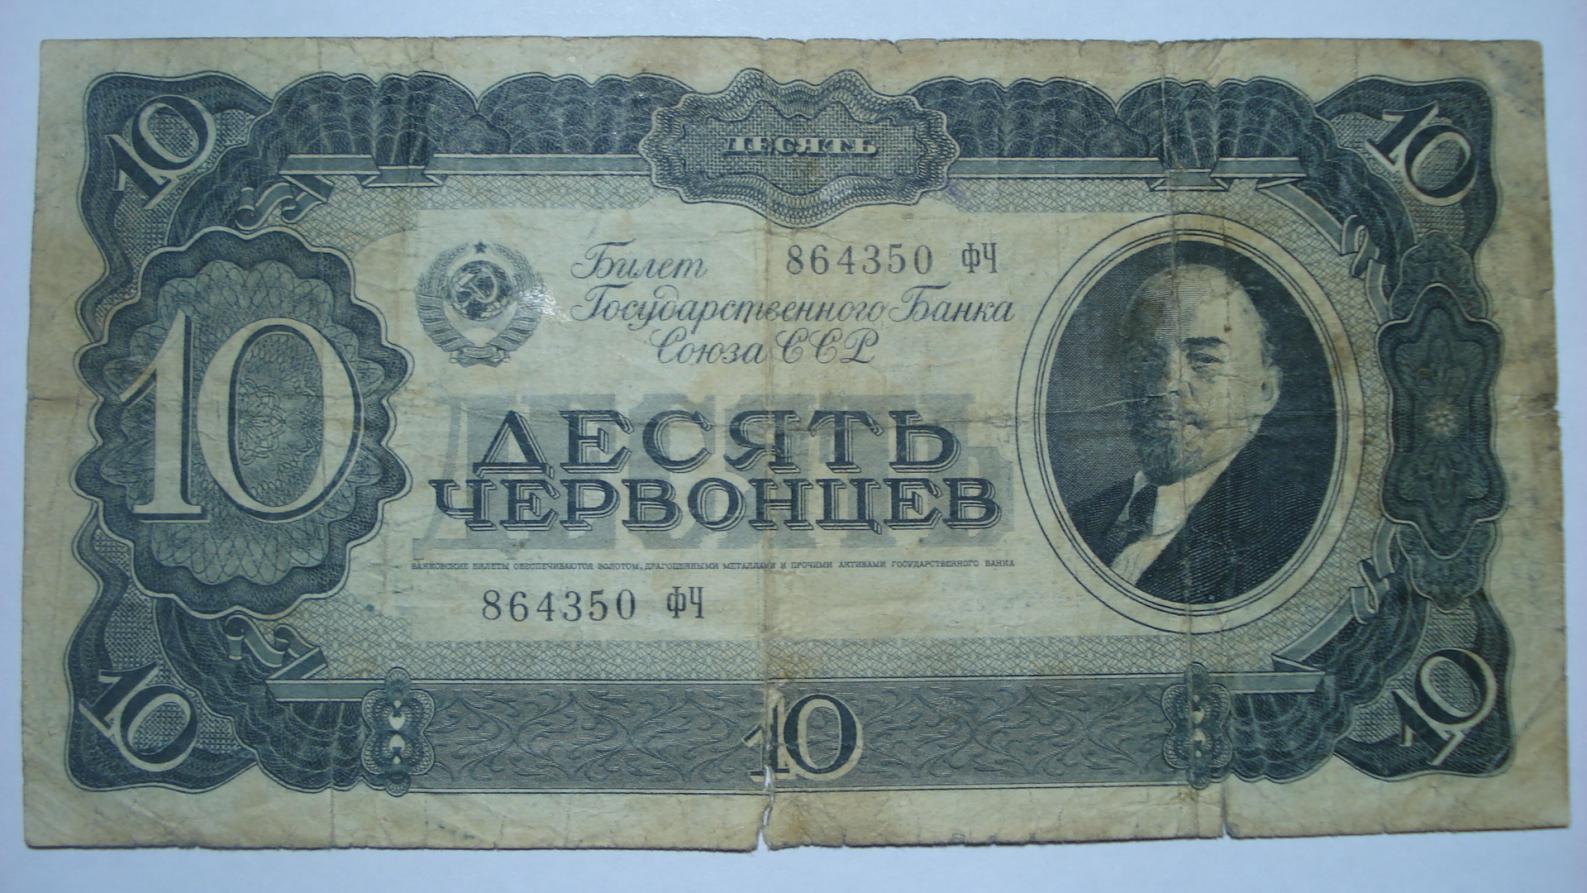 10
ДЕСЯТЬ
10
Билет 864350 ФЧ
Государственного Банка
Союза ССР
10
ДЕСЯТЬ
ДЕСЯТЬ
ЧЕРВОНЦЕВ
БАНКОВСКИЕ БИЛЕТЫ ОБЕСПЕЧИВАЮТСЯ ЗОЛОТОМ, ДРАГОЦЕННЫМИ МЕТАЛЛАМИ И ПРОЧИМИ АКТИВАМИ ГОСУДАРСТВЕННОГО БАНКА
864350 ФЧ
10
10
10